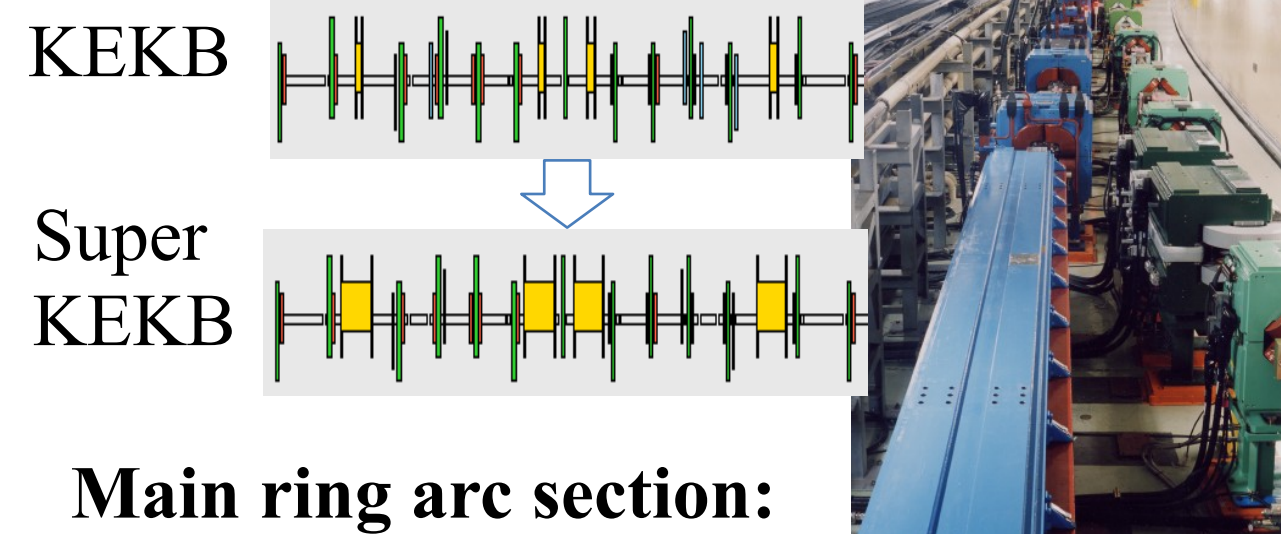 KEKB
Super
KEKB
Main ring arc section: